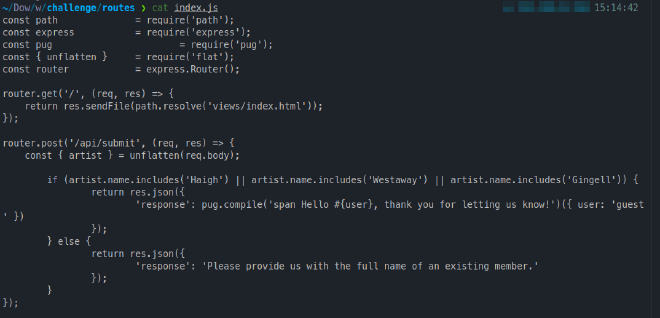 ~/Dow/w/challenge/routes ❯ cat index.js 15:14:42
const path             = require('path');
const express          = require('express');
const pug                      = require('pug');
const { unflatten }     = require('flat');
const router           = express.Router();

router.get('/', (req, res) => {
    return res.sendFile(path.resolve('views/index.html'));
});

router.post('/api/submit', (req, res) => {
    const { artist } = unflatten(req.body);

        if (artist.name.includes('Haigh') || artist.name.includes('Westaway') || artist.name.includes('Gingell')) {
                return res.json({
                        'response': pug.compile('span Hello #{user}, thank you for letting us know!')({ user: 'guest
' })
                });
        } else {
                return res.json({
                        'response': 'Please provide us with the full name of an existing member.'
                });
        }
});